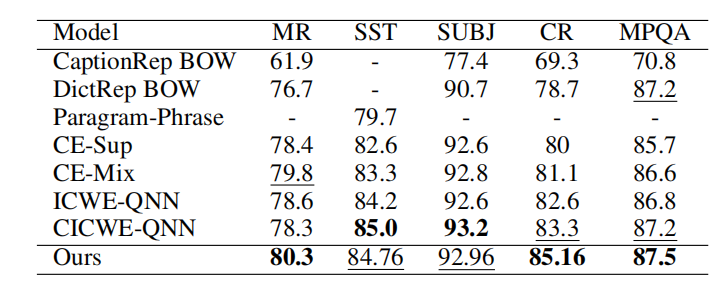 Model MR SST SUBJ CR MPQA
CaptionRep BOW 61.9 - 77.4 69.3 70.8
DictRep BOW 76.7 - 90.7 78.7 87.2
Paragram-Phrase - 79.7 - - -
CE-Sup 78.4 82.6 92.6 80 85.7
CE-Mix 79.8 83.3 92.8 81.1 86.6
ICWE-QNN 78.6 84.2 92.6 82.6 86.8
CICWE-QNN 78.3 85.0 93.2 83.3 87.2
Ours 80.3 84.76 92.96 85.16 87.5